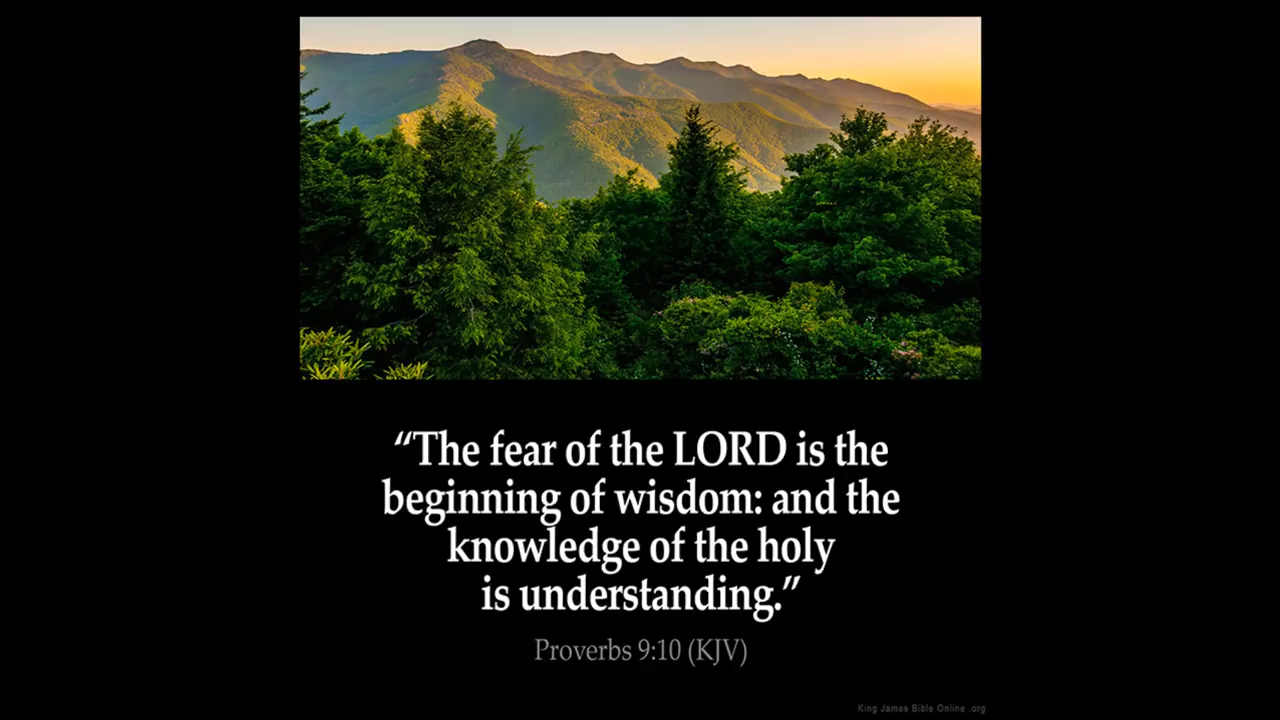 “The fear of the LORD is the
beginning of wisdom: and the
knowledge of the holy
is understanding.”
Proverbs 9:10 (KJV)
King James Bible Online .org